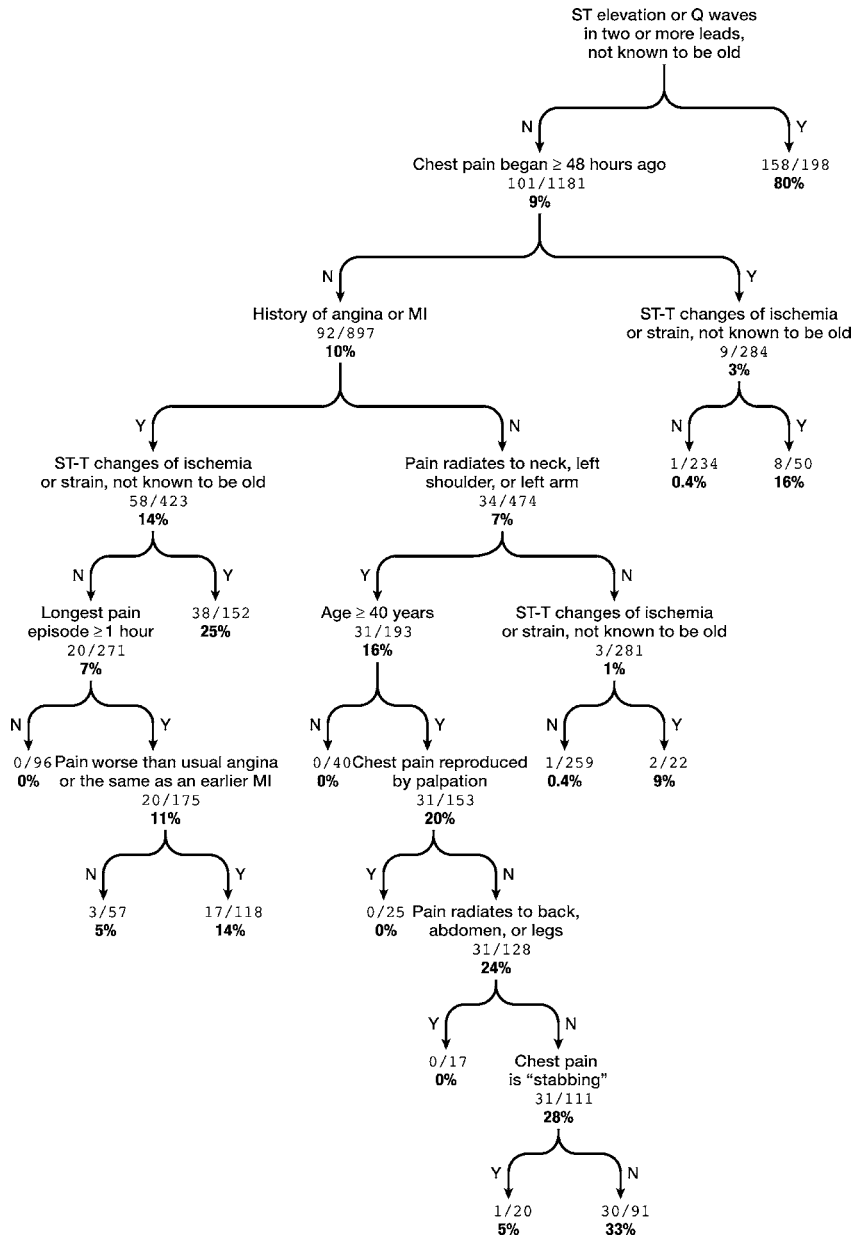 ST elevation or Q waves
in two or more leads,
not known to be old
N
Y
Chest pain began ≥ 48 hours ago
101/1181
9%
158/198
80%
N
Y
History of angina or MI
92/897
10%
ST-T changes of ischemia
or strain, not known to be old
9/284
3%
Y
N
N
Y
ST-T changes of ischemia
or strain, not known to be old
58/423
14%
Pain radiates to neck, left
shoulder, or left arm
34/474
7%
1/234
0.4%
8/50
16%
N
Y
Y
N
Longest pain
episode ≥ 1 hour
20/271
7%
38/152
25%
Age ≥ 40 years
31/193
16%
ST-T changes of ischemia
or strain, not known to be old
3/281
1%
N
Y
N
Y
N
Y
0/96
0%
Pain worse than usual angina
or the same as an earlier MI
20/175
11%
0/40
0%
Chest pain reproduced
by palpation
31/153
20%
1/259
0.4%
2/22
9%
N
Y
Y
N
3/57
5%
17/118
14%
0/25
0%
Pain radiates to back,
abdomen, or legs
31/128
24%
Y
N
0/17
0%
Chest pain
is “stabbing”
31/111
28%
Y
N
1/20
5%
30/91
33%